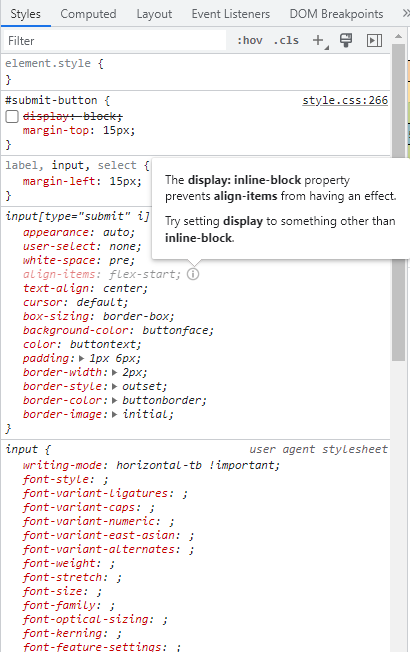 Styles Computed Layout Event Listeners DOM Breakpoints
Filter :hov .cls
element.style {
}
#submit-button { style.css:266
display: block;
margin-top: 15px;
}
label, input, select {
margin-left: 15px;
}
The display: inline-block property
prevents align-items from having an effect.
Try setting display to something other than
inline-block.
input[type="submit" i]
appearance: auto;
user-select: none;
white-space: pre;
align-items: flex-start;
text-align: center;
cursor: default;
box-sizing: border-box;
background-color: buttonface;
color: buttontext;
padding: 1px 6px;
border-width: 2px;
border-style: outset;
border-color: buttonborder;
border-image: initial;
}
input { user agent stylesheet
writing-mode: horizontal-tb !important;
font-style: ;
font-variant-ligatures: ;
font-variant-caps: ;
font-variant-numeric: ;
font-variant-east-asian: ;
font-variant-alternates: ;
font-weight: ;
font-stretch: ;
font-size: ;
font-family: ;
font-optical-sizing: ;
font-kerning: ;
font-feature-settings: ;